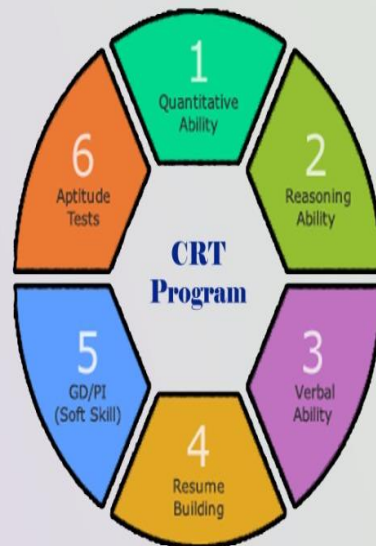 1
Quantitative
Ability
2
Reasoning
Ability
3
Verbal
Ability
4
Resume
Building
5
GD/PI
(Soft Skill)
6
Aptitude
Tests
CRT
Program